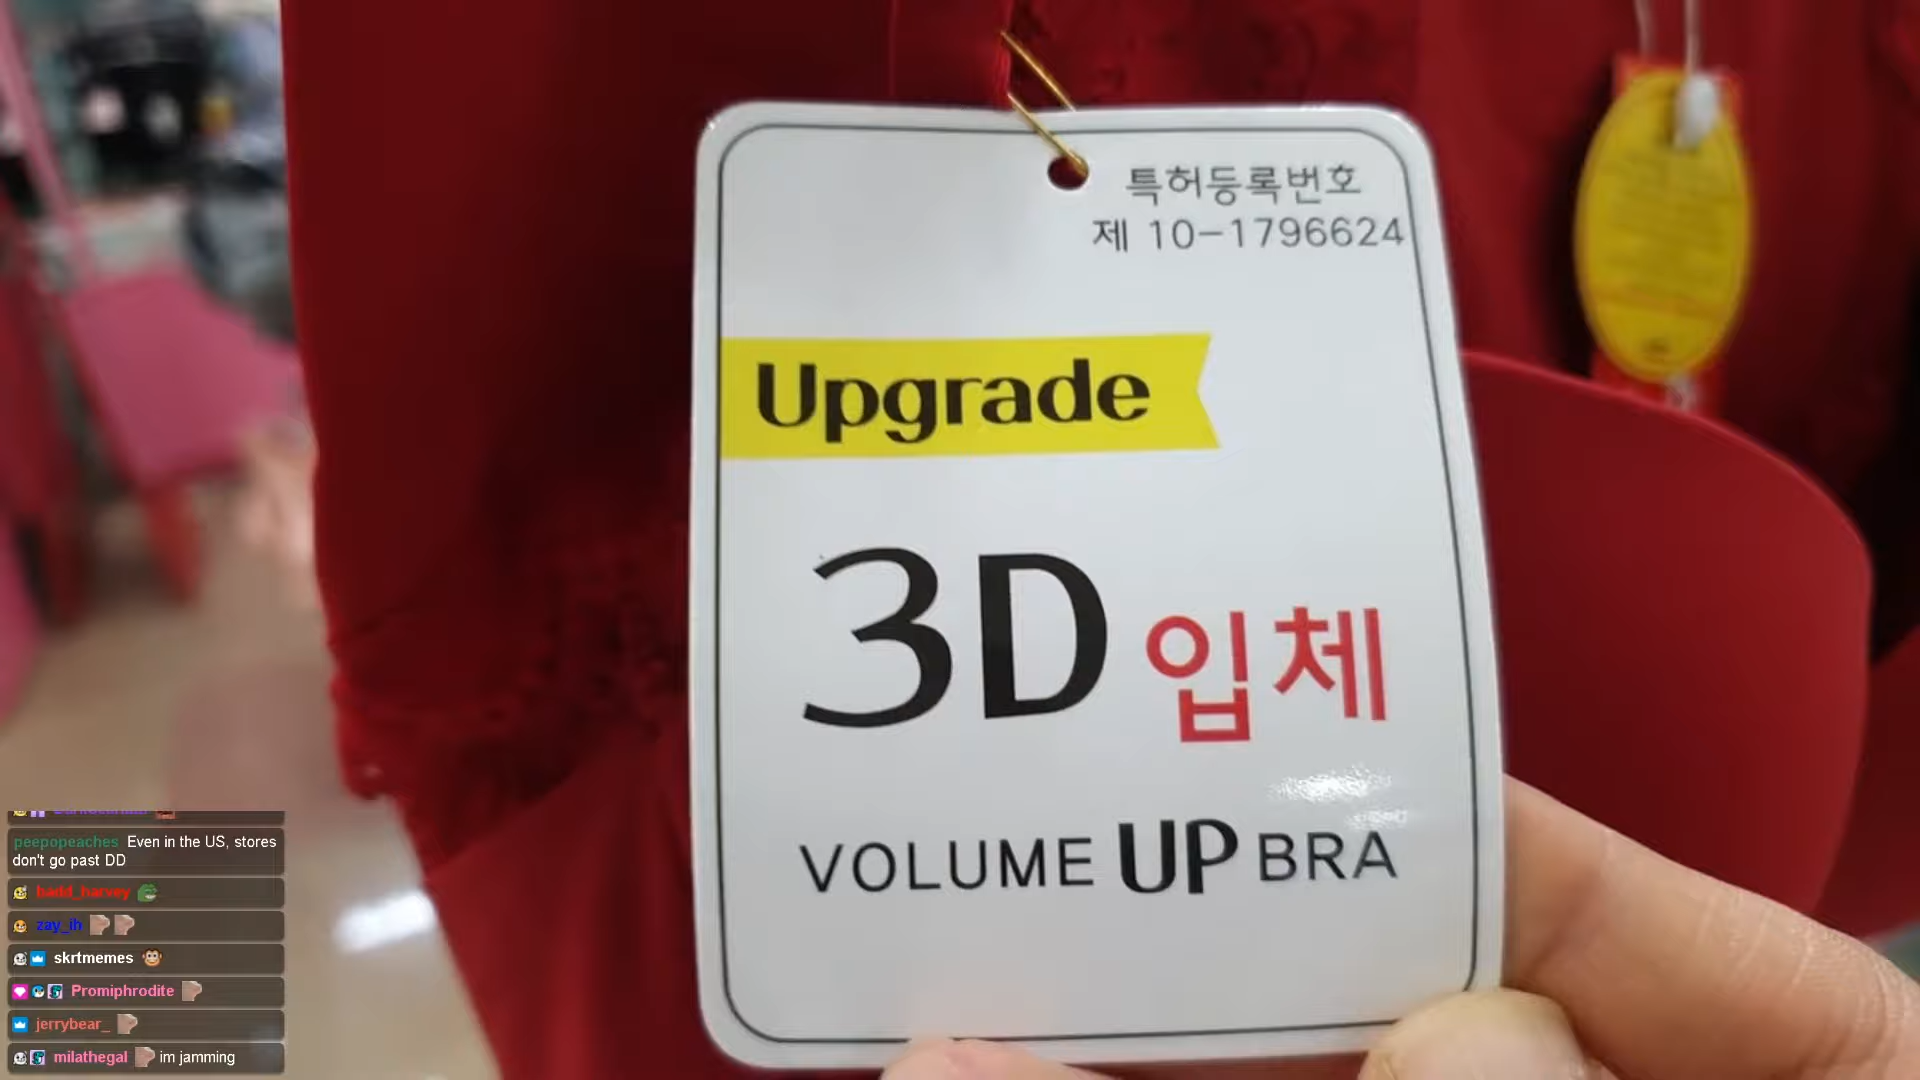 특허등록번호
제 10-1796624
Upgrade
3D 입체
VOLUME UP BRA
peepopeaches Even in the US, stores
don't go past DD
badd_harvey
zay_ih
skrtmemes
Promiphrodite
jerrybear_
milathegal im jamming